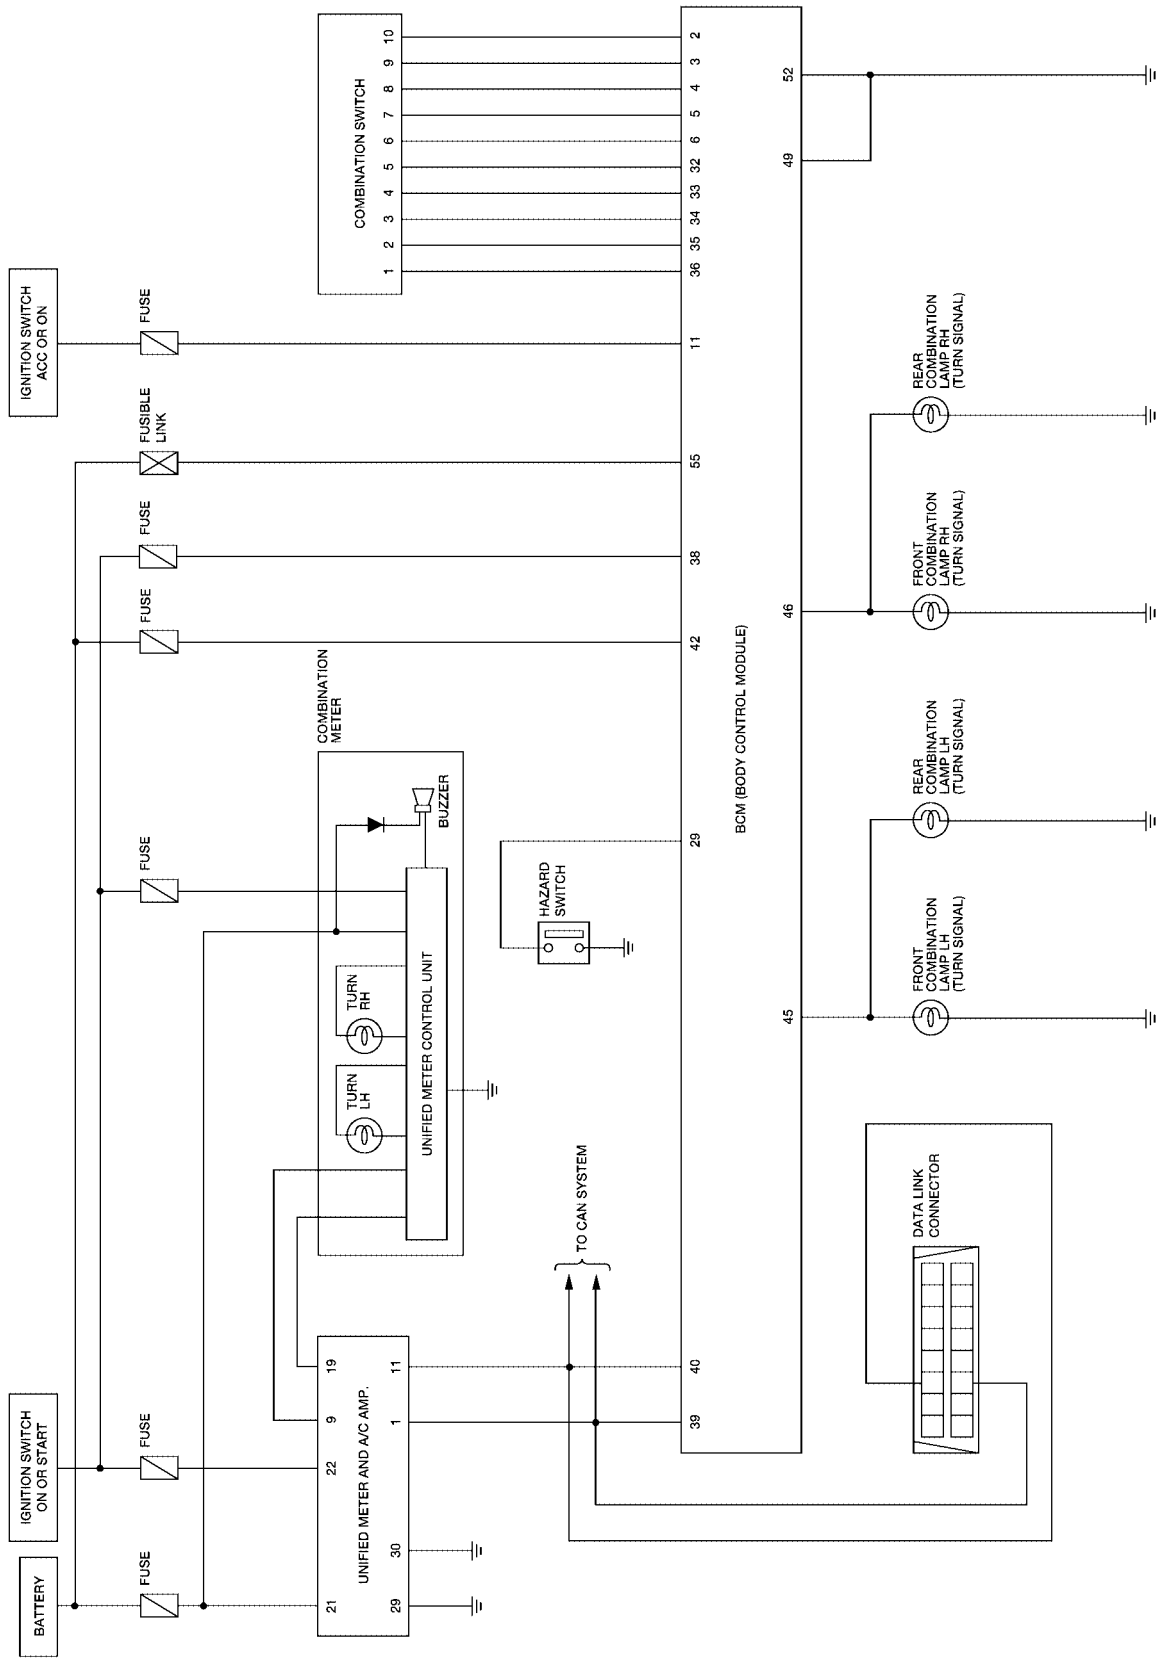 BATTERY
IGNITION SWITCH
ON OR START
IGNITION SWITCH
ACC OR ON
FUSE
FUSE
FUSE
FUSE
FUSE
FUSIBLE
LINK
FUSE
COMBINATION
METER
21
22
9
19
UNIFIED METER AND A/C AMP.
29
30
1
11
TURN
LH
TURN
RH
UNIFIED METER CONTROL UNIT
BUZZER
COMBINATION SWITCH
1
2
3
4
5
6
7
8
9
10
HAZARD
SWITCH
TO CAN SYSTEM
39
40
29
42
38
55
11
36
35
34
33
32
6
5
4
3
2
BCM (BODY CONTROL MODULE)
45
46
49
52
DATA LINK
CONNECTOR
FRONT
COMBINATION
LAMP LH
(TURN SIGNAL)
REAR
COMBINATION
LAMP LH
(TURN SIGNAL)
FRONT
COMBINATION
LAMP RH
(TURN SIGNAL)
REAR
COMBINATION
LAMP RH
(TURN SIGNAL)